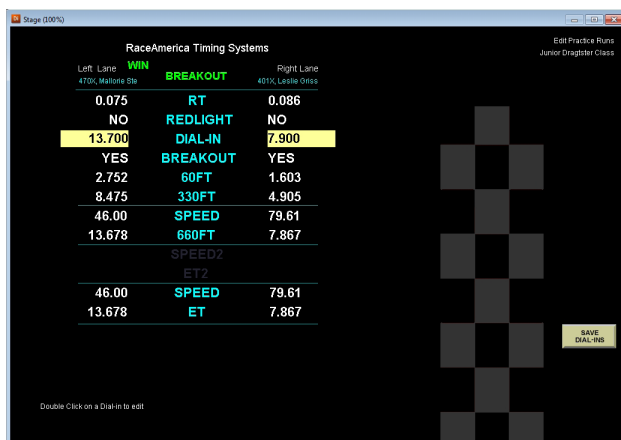 Stage (100%)
Edit Practice Runs
Junior Dragtster Class
RaceAmerica Timing Systems
Left Lane WIN Right Lane
470X, Mallorie Ste BREAKOUT 401X, Leslie Griss
0.075 RT 0.086
NO REDLIGHT NO
13.700 DIAL-IN 7.900
YES BREAKOUT YES
2.752 60FT 1.603
8.475 330FT 4.905
46.00 SPEED 79.61
13.678 660FT 7.867
SPEED2
ET2
46.00 SPEED 79.61
13.678 ET 7.867
SAVE
DIAL-INS
Double Click on a Dial-in to edit